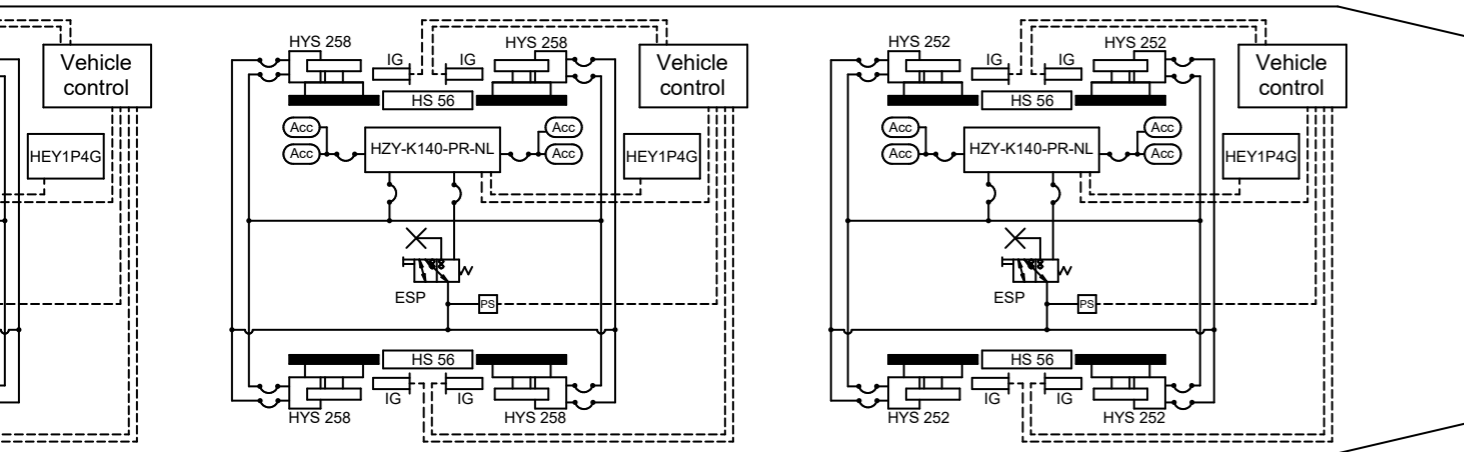 Vehicle
control
HEY1P4G
HYS 258
IG
IG
HYS 258
HS 56
Vehicle
control
Acc
Acc
HZY-K140-PR-NL
Acc
Acc
HEY1P4G
ESP
PS
HS 56
IG
IG
HYS 258
HYS 258
HYS 252
IG
IG
HYS 252
HS 56
Vehicle
control
Acc
Acc
HZY-K140-PR-NL
Acc
Acc
HEY1P4G
ESP
PS
HS 56
IG
IG
HYS 252
HYS 252